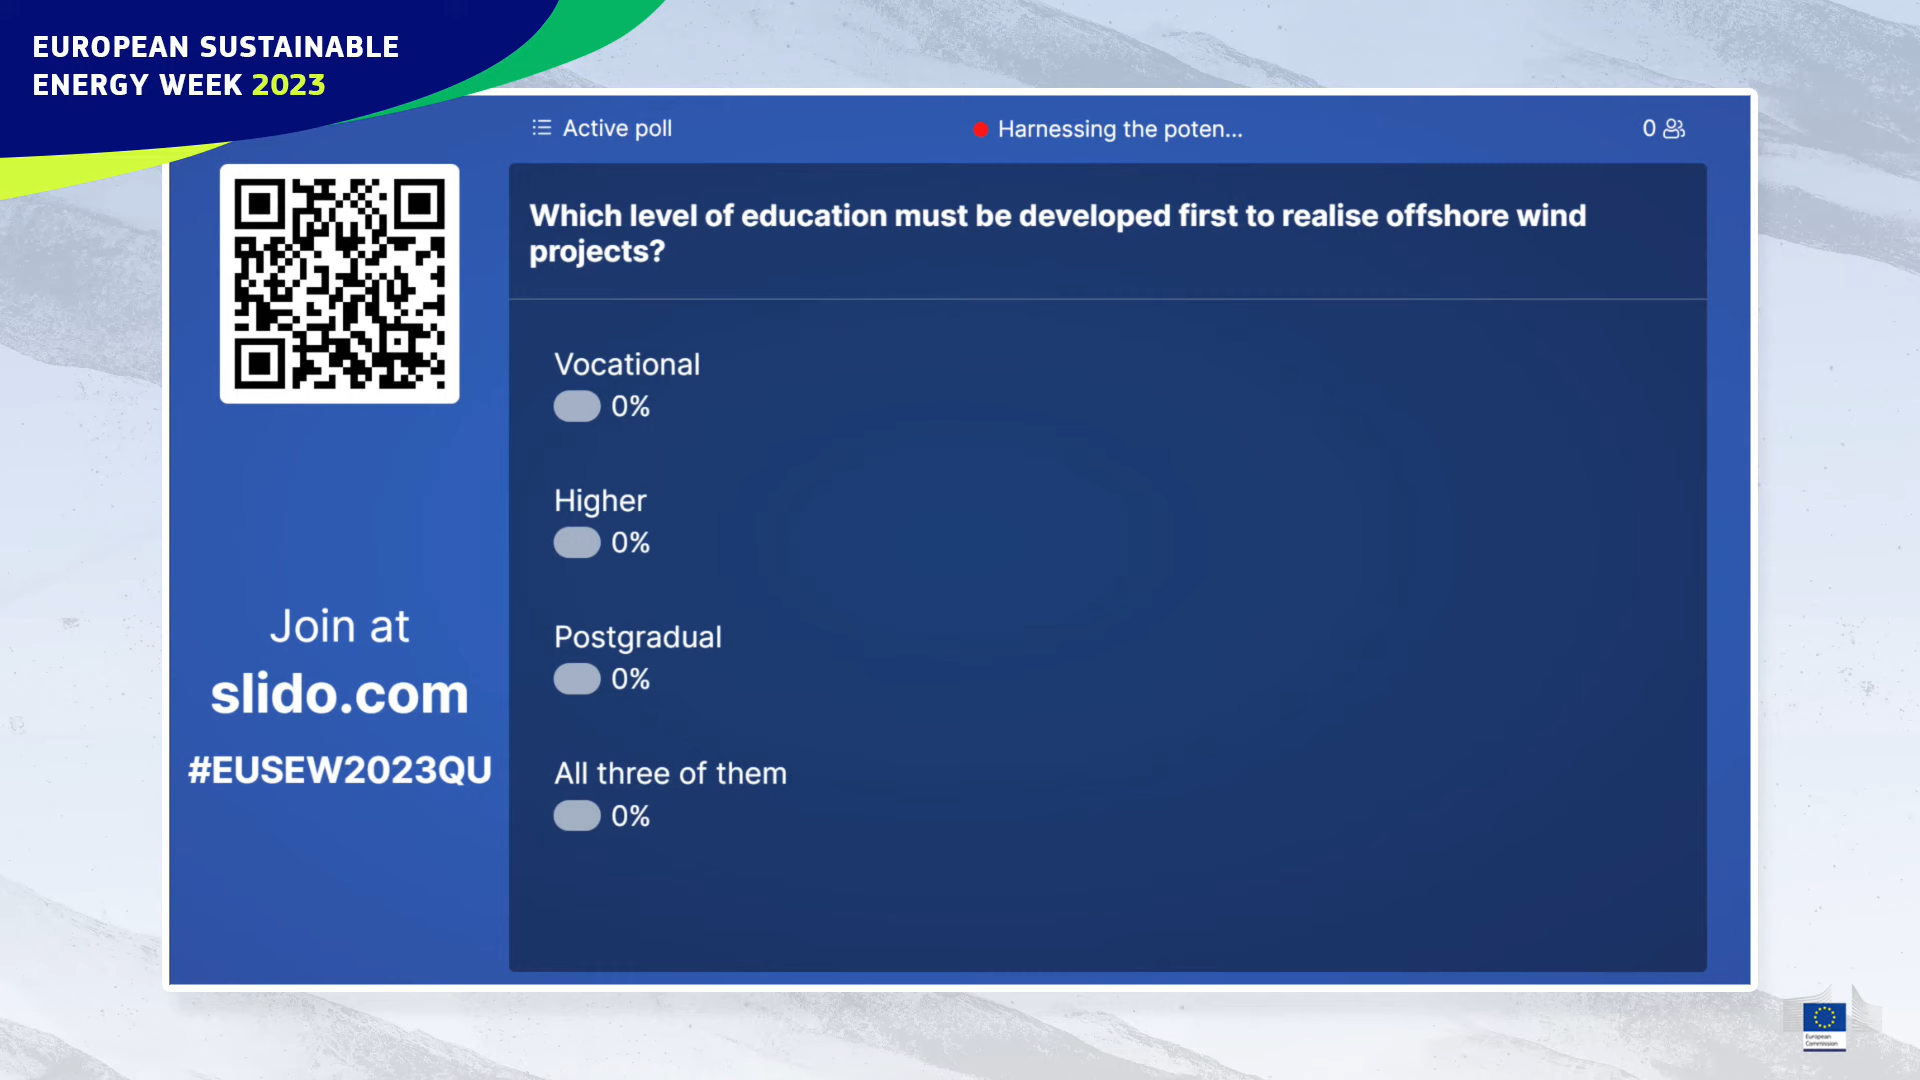 EUROPEAN SUSTAINABLE
ENERGY WEEK 2023
Active poll
Harnessing the poten...
0
Which level of education must be developed first to realise offshore wind
projects?
Vocational
0%
Higher
0%
Postgradual
0%
All three of them
0%
Join at
slido.com
#EUSEW2023QU
European
Commission